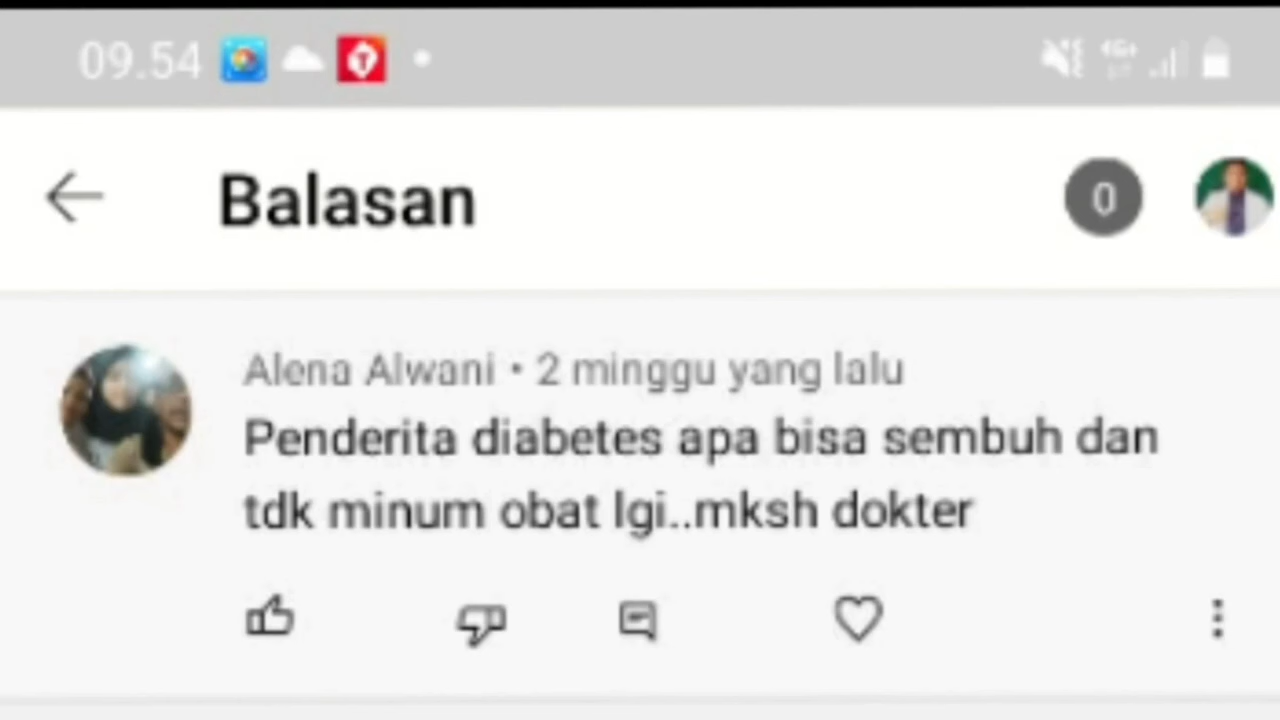 09.54
Balasan
0
Alena Alwani • 2 minggu yang lalu
Penderita diabetes apa bisa sembuh dan
tdk minum obat lgi..mksh dokter